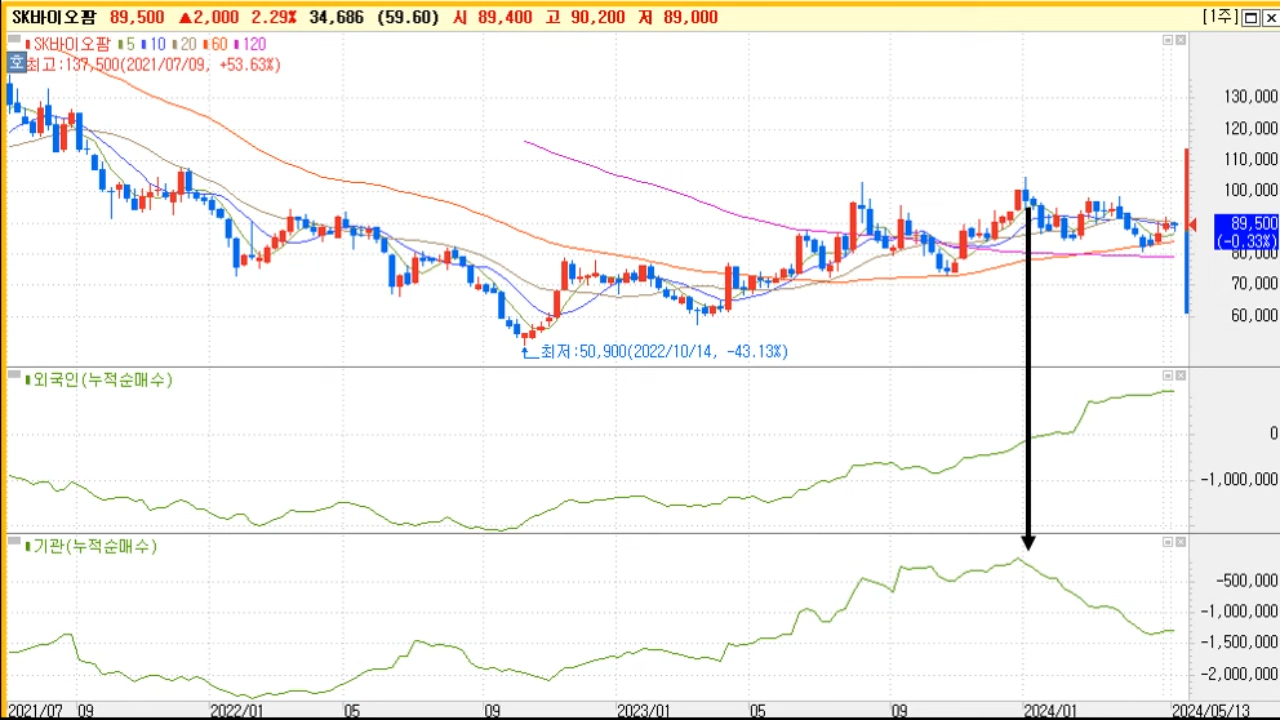 SK바이오팜 89,500 ▲2,000 2.29% 34,686 (59.60) 시 89,400 고 90,200 저 89,000 [1주]
SK바이오팜 5 10 20 60 120
호 최고:137,500(2021/07/09, +53.63%)
130,000
120,000
110,000
100,000
89,500
(-0.33%)
80,000
70,000
60,000
최저:50,900(2022/10/14, -43.13%)
외국인(누적순매수)
0
-1,000,000
기관(누적순매수)
-500,000
-1,000,000
-1,500,000
-2,000,000
2021/07 09 2022/01 05 09 2023/01 05 09 2024/01 2024/05/13